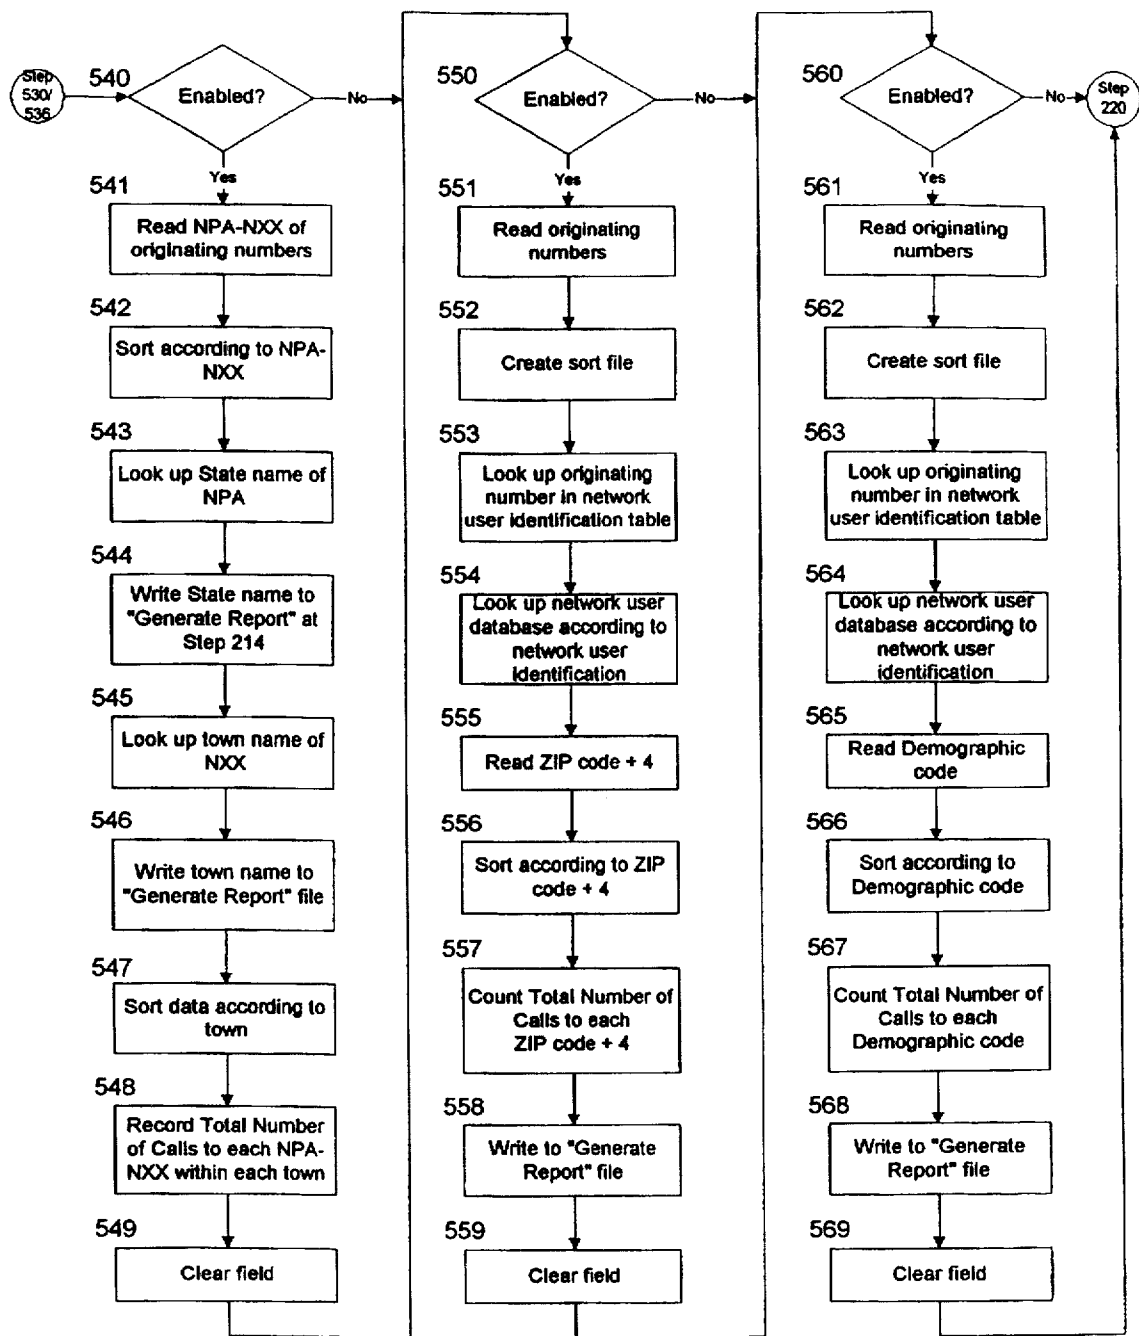 Step
530/
536
540
Enabled?
No
Yes
541
Read NPA-NXX of
originating numbers
542
Sort according to NPA-
NXX
543
Look up State name of
NPA
544
Write State name to
"Generate Report" at
Step 214
545
Look up town name of
NXX
546
Write town name to
"Generate Report" file
547
Sort data according to
town
548
Record Total Number
of Calls to each NPA-
NXX within each town
549
Clear field
550
Enabled?
No
Yes
551
Read originating
numbers
552
Create sort file
553
Look up originating
number in network
user identification table
554
Look up network user
database according to
network user
identification
555
Read ZIP code + 4
556
Sort according to ZIP
code + 4
557
Count Total Number of
Calls to each
ZIP code + 4
558
Write to "Generate
Report" file
559
Clear field
560
Enabled?
No
Step
220
Yes
561
Read originating
numbers
562
Create sort file
563
Look up originating
number in network
user identification table
564
Look up network user
database according to
network user
identification
565
Read Demographic
code
566
Sort according to
Demographic code
567
Count Total Number of
Calls to each
Demographic code
568
Write to "Generate
Report" file
569
Clear field